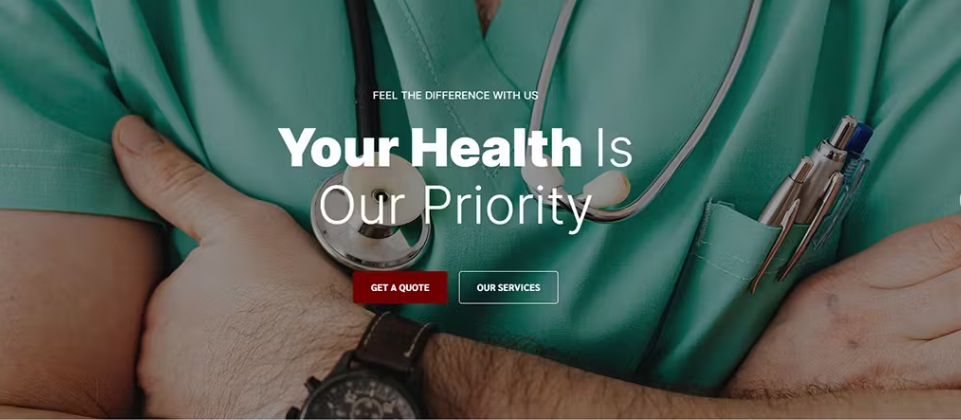 FEEL THE DIFFERENCE WITH US
Your Health Is
Our Priority
GET A QUOTE
OUR SERVICES